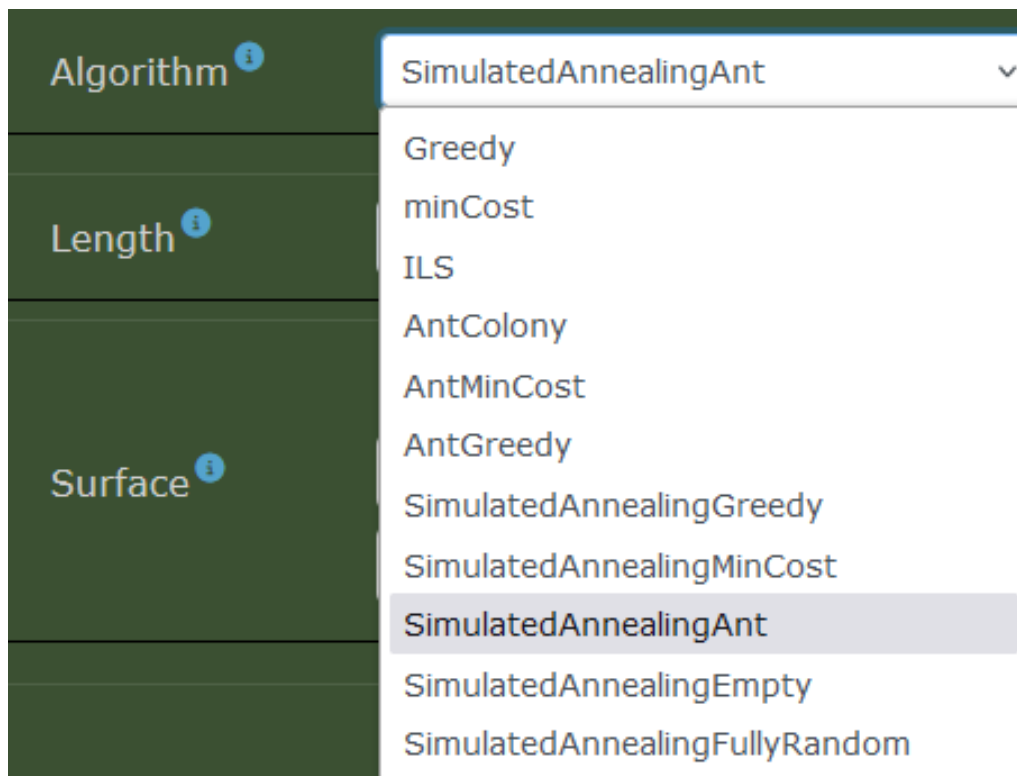 Algorithm i SimulatedAnnealingAnt
Greedy
minCost
Length i
ILS
AntColony
AntMinCost
AntGreedy
Surface i
SimulatedAnnealingGreedy
SimulatedAnnealingMinCost
SimulatedAnnealingAnt
SimulatedAnnealingEmpty
SimulatedAnnealingFullyRandom